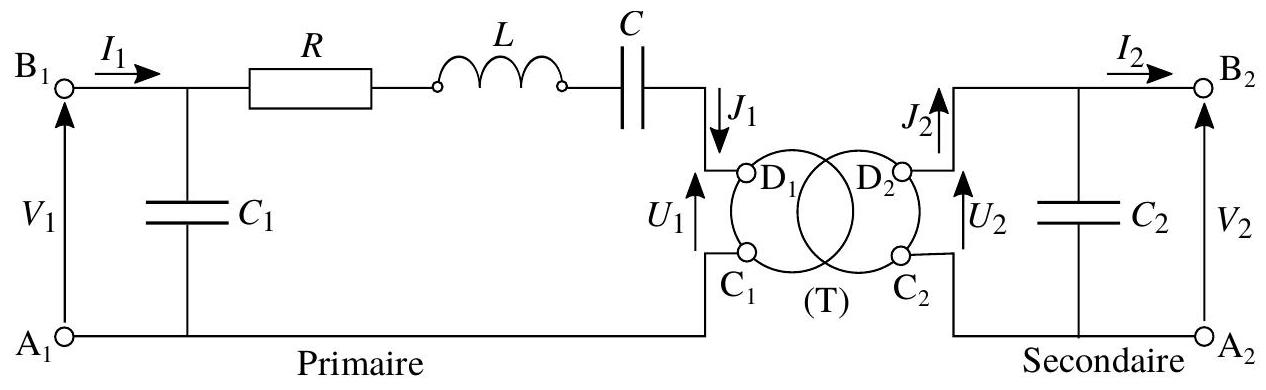 B₁ I₁ R L C I₂ B₂
J₁ J₂
D₁ D₂
V₁ C₁ U₁ U₂ C₂ V₂
C₁ (T) C₂
A₁ Primaire Secondaire A₂